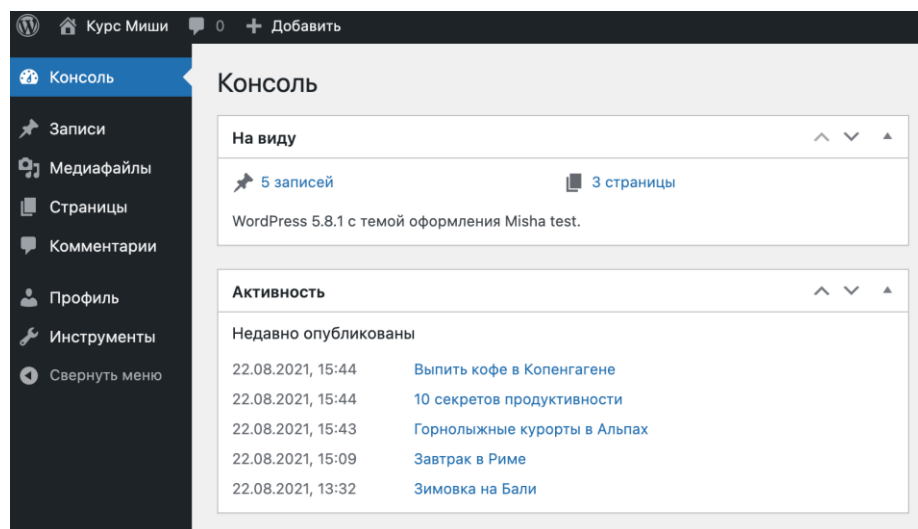 Курс Миши 0 Добавить
Консоль
Записи
Медиафайлы
Страницы
Комментарии
Профиль
Инструменты
Свернуть меню
Консоль
На виду
5 записей 3 страницы
WordPress 5.8.1 с темой оформления Misha test.
Активность
Недавно опубликованы
22.08.2021, 15:44 Выпить кофе в Копенгагене
22.08.2021, 15:44 10 секретов продуктивности
22.08.2021, 15:43 Горнолыжные курорты в Альпах
22.08.2021, 15:09 Завтрак в Риме
22.08.2021, 13:32 Зимовка на Бали